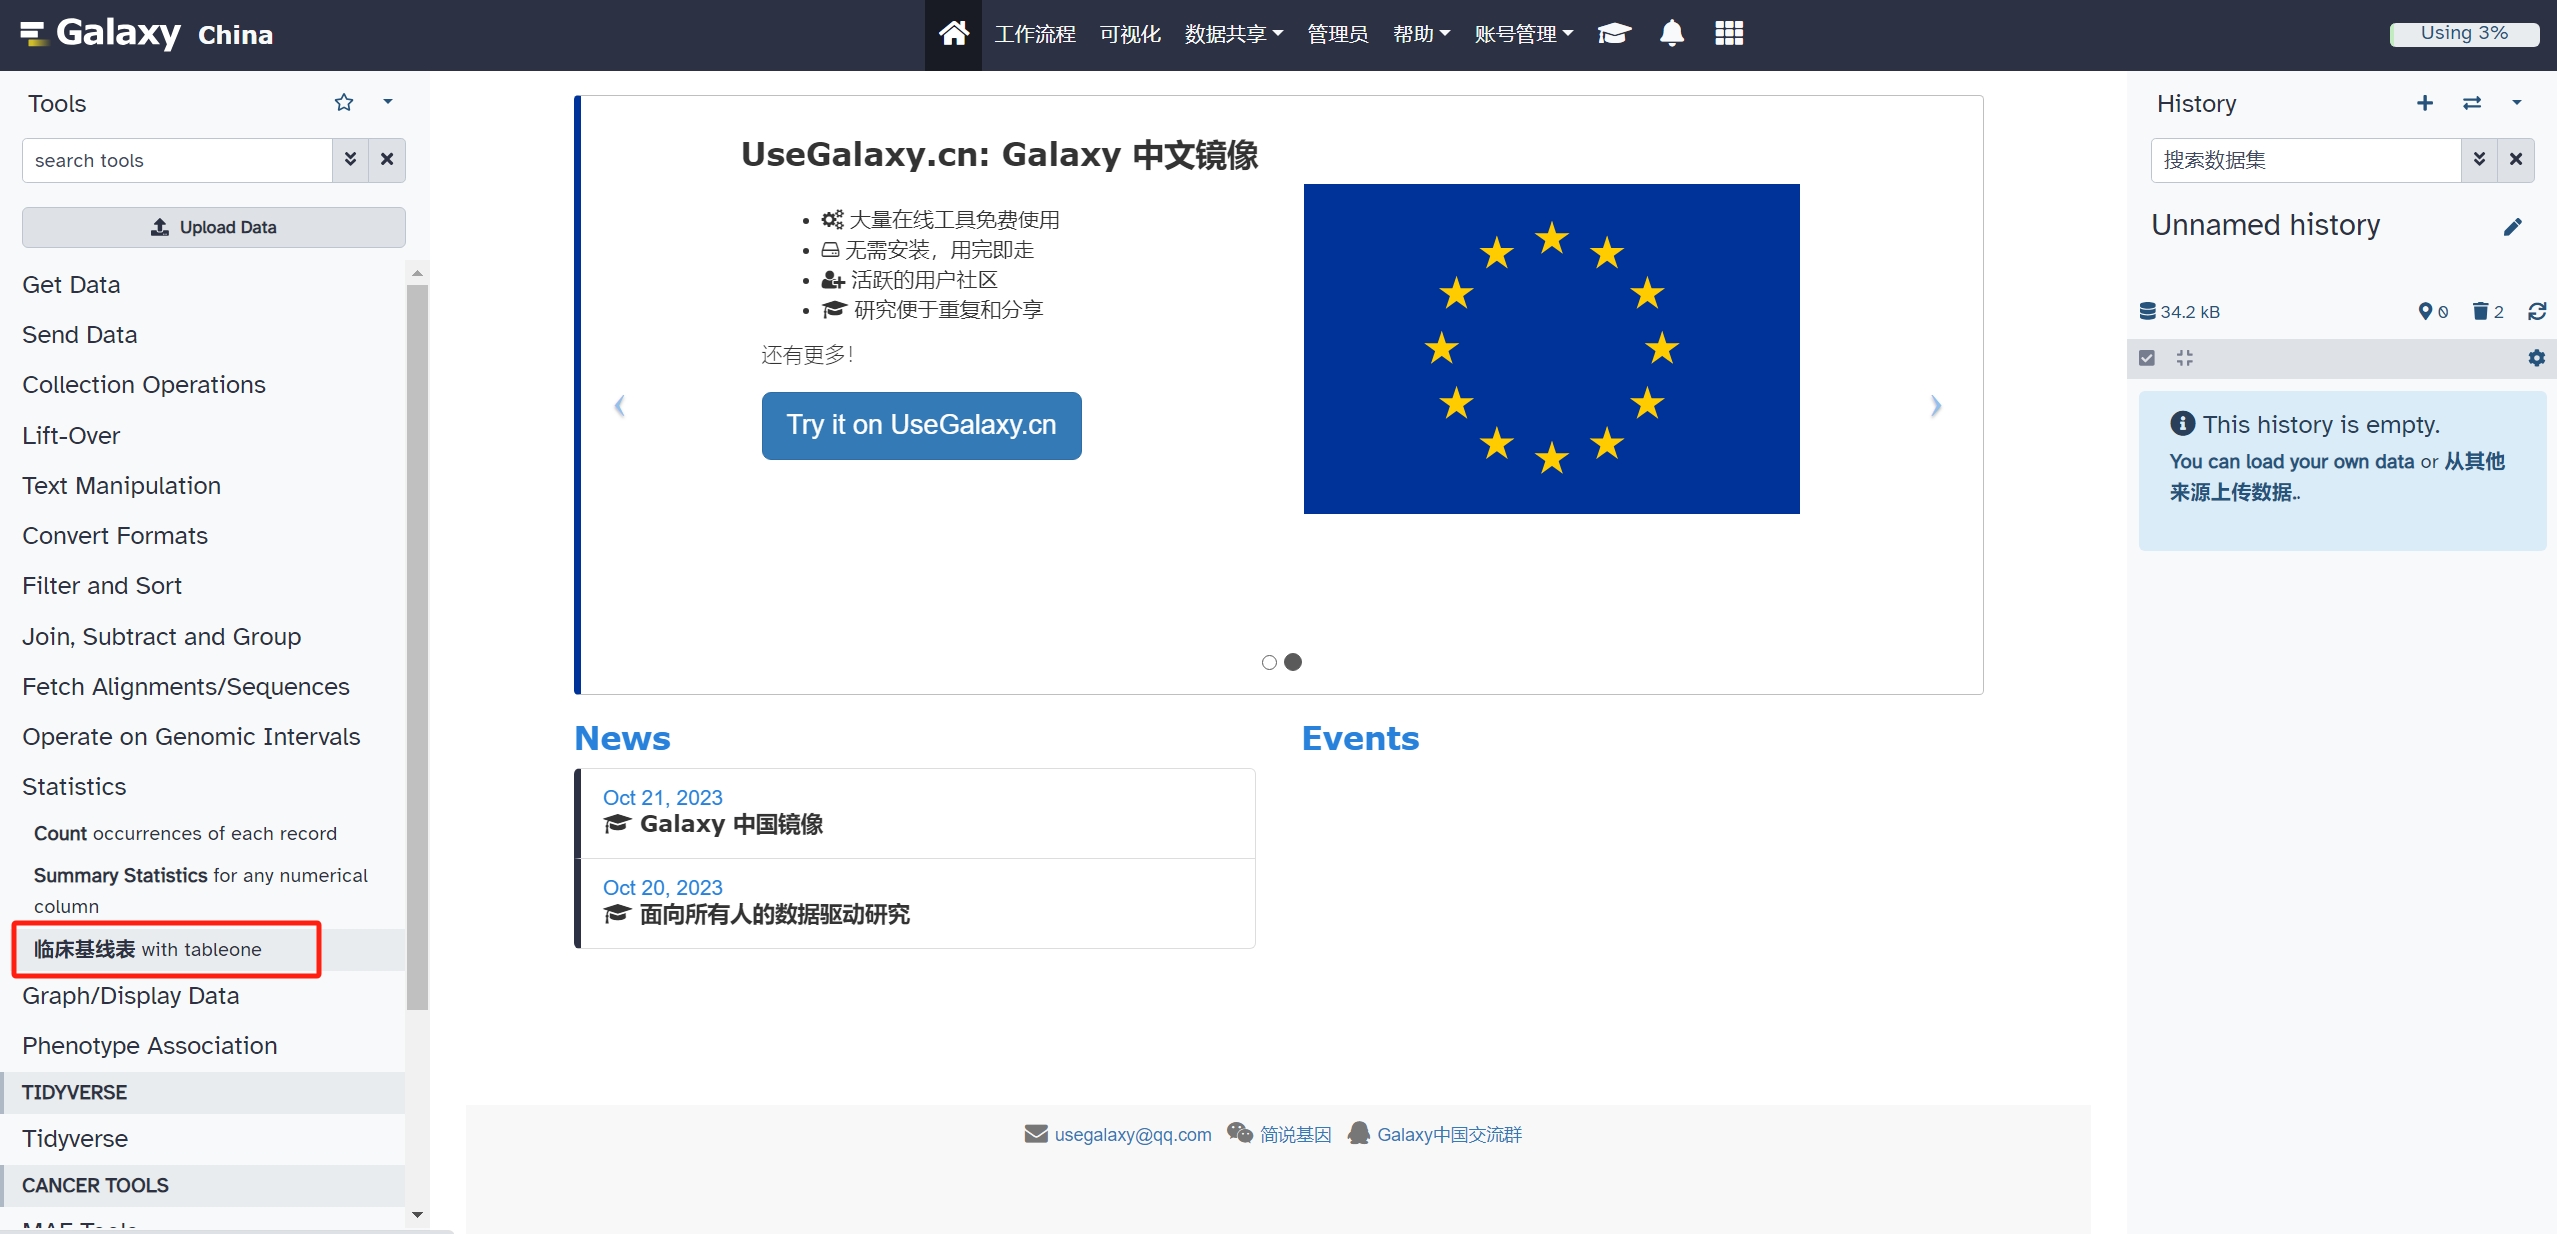 Galaxy China
工作流程 可视化 数据共享 管理员 帮助 账号管理
Using 3%
Tools
search tools
Upload Data
Get Data
Send Data
Collection Operations
Lift-Over
Text Manipulation
Convert Formats
Filter and Sort
Join, Subtract and Group
Fetch Alignments/Sequences
Operate on Genomic Intervals
Statistics
Count occurrences of each record
Summary Statistics for any numerical
column
临床基线表 with tableone
Graph/Display Data
Phenotype Association
TIDYVERSE
Tidyverse
CANCER TOOLS
UseGalaxy.cn: Galaxy 中文镜像
大量在线工具免费使用
无需安装，用完即走
活跃的用户社区
研究便于重复和分享
还有更多!
Try it on UseGalaxy.cn
News
Oct 21, 2023
Galaxy 中国镜像
Oct 20, 2023
面向所有人的数据驱动研究
Events
usegalaxy@qq.com 简说基因 Galaxy中国交流群
History
搜索数据集
Unnamed history
34.2 kB
0 2
This history is empty.
You can load your own data or 从其他
来源上传数据..